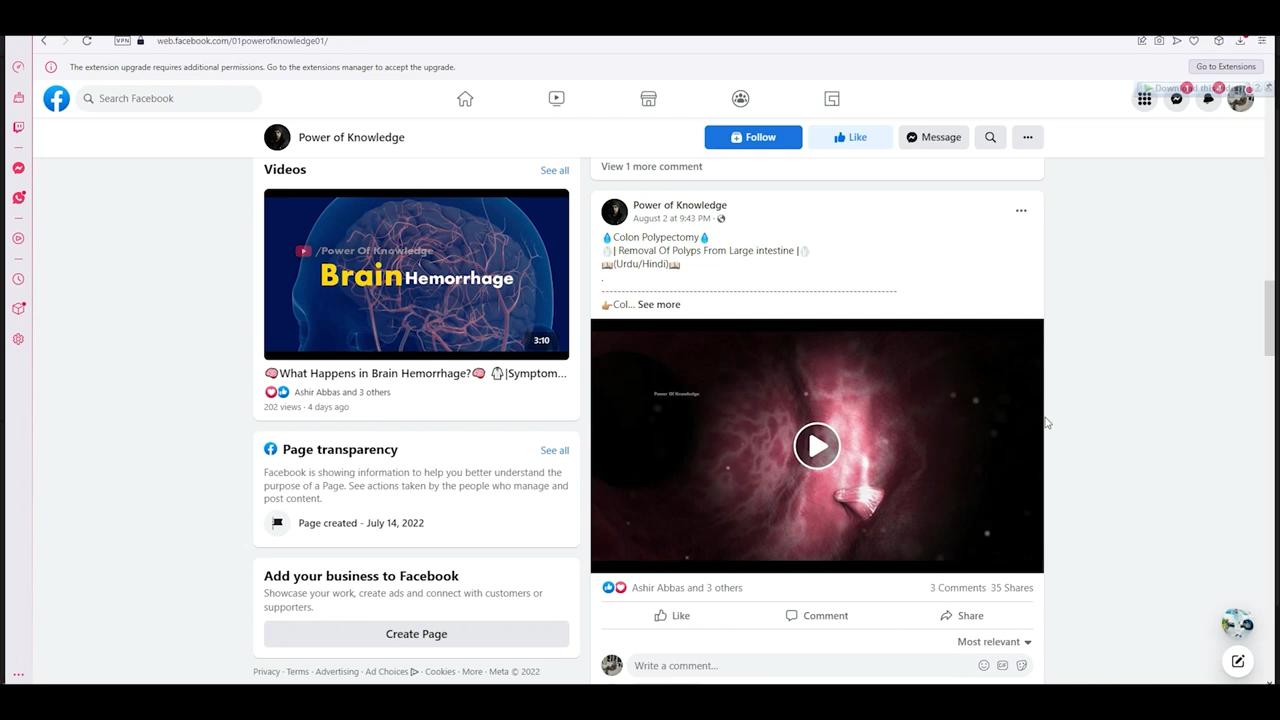 VPN web.facebook.com/01powerofknowledge01/
The extension upgrade requires additional permissions. Go to the extensions manager to accept the upgrade.
Go to Extensions
Search Facebook
Power of Knowledge
Follow
Like
Message
Videos
See all
/Power Of Knowledge
Brain Hemorrhage
3:10
🧠What Happens in Brain Hemorrhage?🧠 |Symptom...
Ashir Abbas and 3 others
202 views · 4 days ago
Page transparency
See all
Facebook is showing information to help you better understand the
purpose of a Page. See actions taken by the people who manage and
post content.
Page created - July 14, 2022
Add your business to Facebook
Showcase your work, create ads and connect with customers or
supporters.
Create Page
Privacy · Terms · Advertising · Ad Choices · Cookies · More · Meta © 2022
View 1 more comment
Power of Knowledge
August 2 at 9:43 PM ·
💧Colon Polypectomy💧
| Removal Of Polyps From Large intestine |
📖(Urdu/Hindi)📖
.
--------------------------------------------------------------------------
👉Col... See more
Power Of Knowledge
Ashir Abbas and 3 others
3 Comments 35 Shares
Like
Comment
Share
Most relevant
Write a comment...